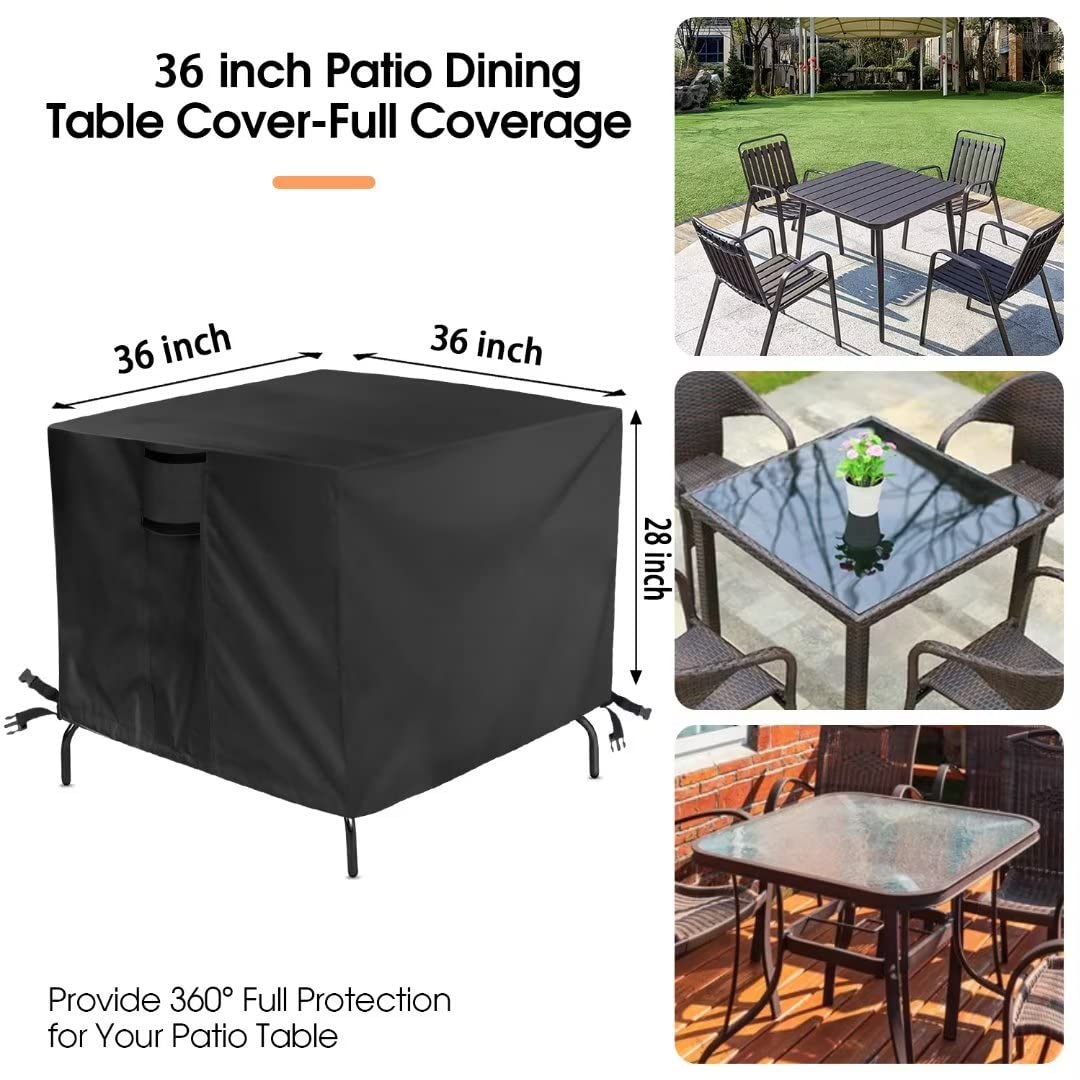 36 inch Patio Dining
Table Cover-Full Coverage
36 inch
36 inch
28 inch
Provide 360° Full Protection
for Your Patio Table